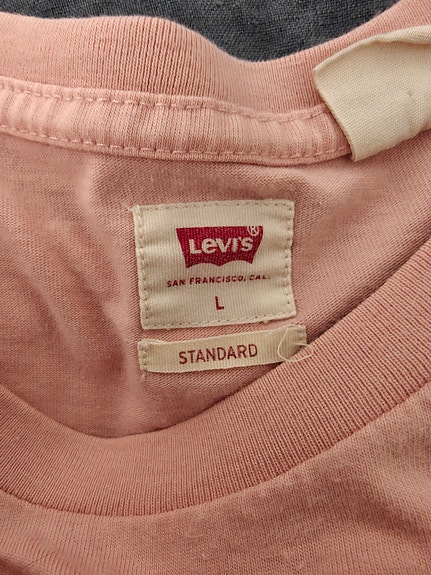 Levi's®
SAN FRANCISCO, CAL.
L
STANDARD